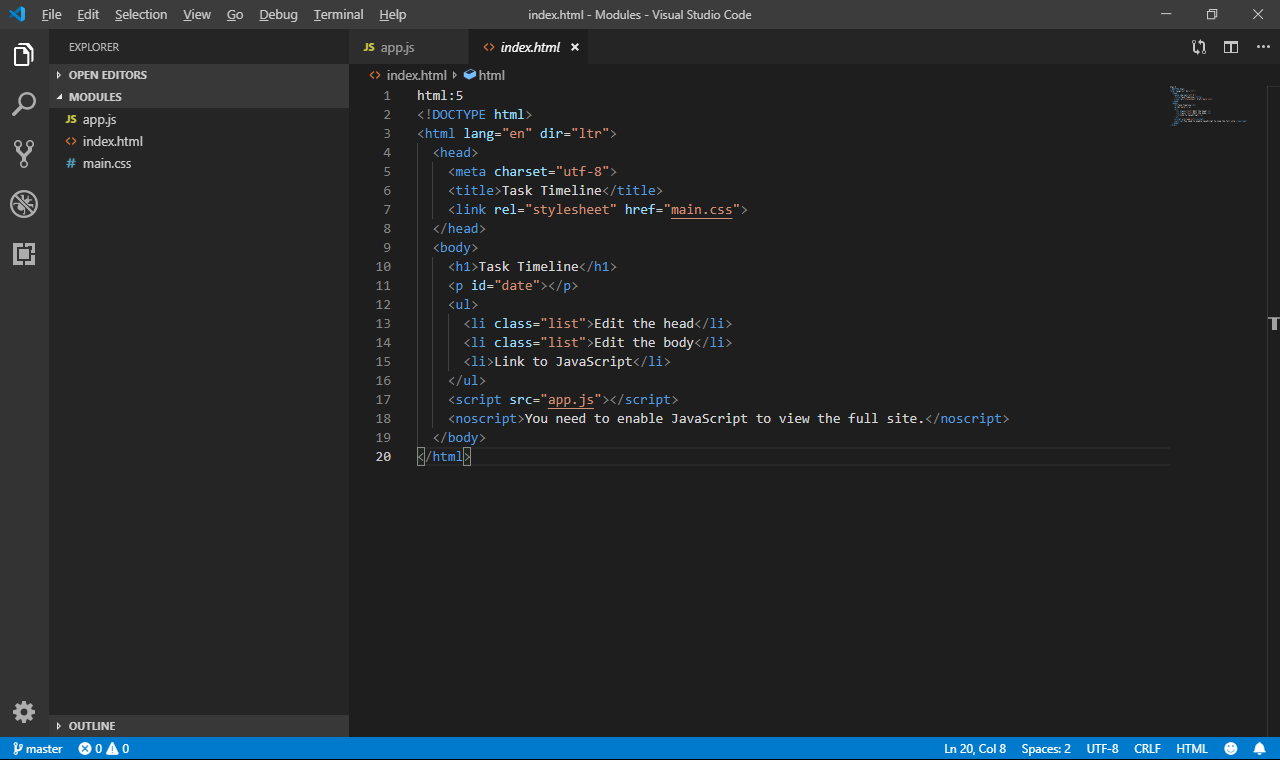 File Edit Selection View Go Debug Terminal Help
index.html - Modules - Visual Studio Code
EXPLORER
OPEN EDITORS
MODULES
JS app.js
<> index.html
# main.css
OUTLINE
JS app.js
<> index.html ×
<> index.html html
1 html:5
2 <!DOCTYPE html>
3 <html lang="en" dir="ltr">
4 <head>
5 <meta charset="utf-8">
6 <title>Task Timeline</title>
7 <link rel="stylesheet" href="main.css">
8 </head>
9 <body>
10 <h1>Task Timeline</h1>
11 <p id="date"></p>
12 <ul>
13 <li class="list">Edit the head</li>
14 <li class="list">Edit the body</li>
15 <li>Link to JavaScript</li>
16 </ul>
17 <script src="app.js"></script>
18 <noscript>You need to enable JavaScript to view the full site.</noscript>
19 </body>
20 </html>
master 0 0
Ln 20, Col 8 Spaces: 2 UTF-8 CRLF HTML